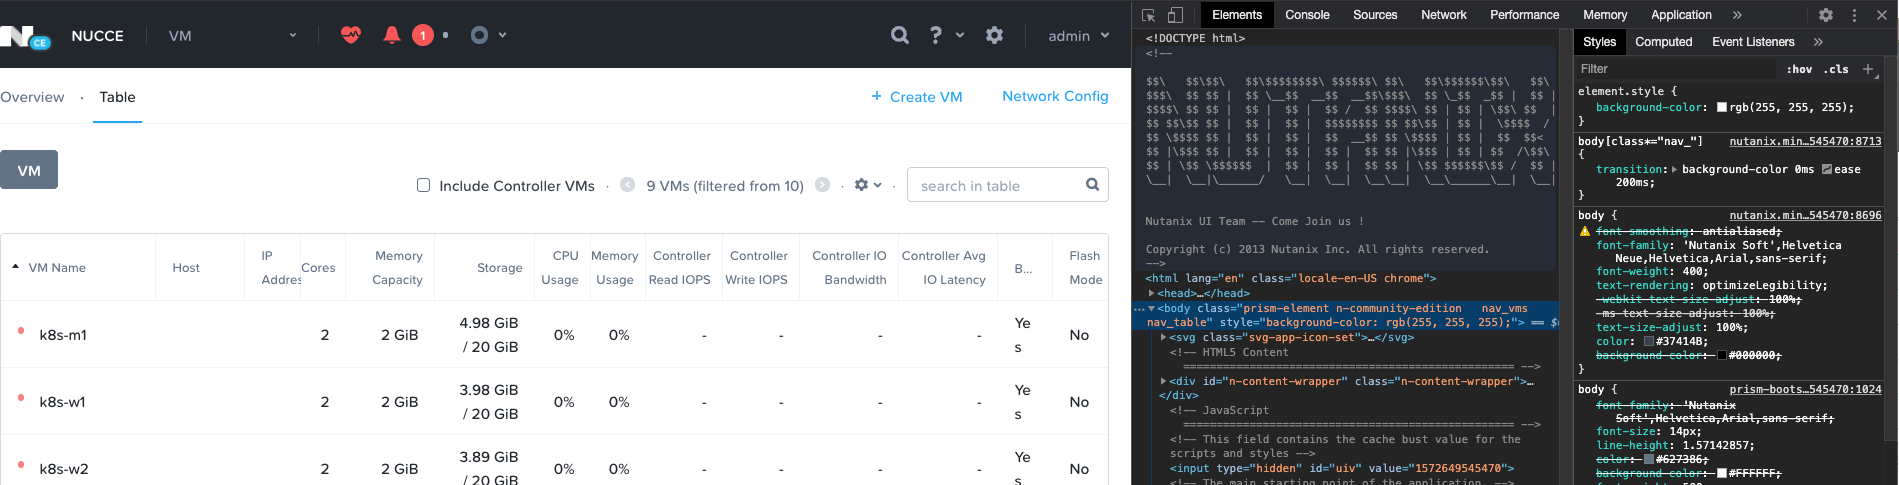 NUCCE
VM
1
admin
CE
Overview · Table
+ Create VM
Network Config
VM
Include Controller VMs · 9 VMs (filtered from 10) · ·
search in table
VM Name
Host
IP Addres
Cores
Memory Capacity
Storage
CPU Usage
Memory Usage
Controller Read IOPS
Controller Write IOPS
Controller IO Bandwidth
Controller Avg IO Latency
B...
Flash Mode
k8s-m1 2 2 GiB 4.98 GiB / 20 GiB 0% 0% - - - - Yes No
k8s-w1 2 2 GiB 3.98 GiB / 20 GiB 0% 0% - - - - Yes No
k8s-w2 2 2 GiB 3.89 GiB / 20 GiB 0% 0% - - - - Yes No
Elements Console Sources Network Performance Memory Application »
<!DOCTYPE html>
<!--
Nutanix UI Team -- Come Join us !
Copyright (c) 2013 Nutanix Inc. All rights reserved.
-->
<html lang="en" class="locale-en-US chrome">
<head>…</head>
<body class="prism-element n-community-edition nav_vms
nav_table" style="background-color: rgb(255, 255, 255);"> == $
<svg class="svg-app-icon-set">…</svg>
<!-- HTML5 Content
================================================== -->
<div id="n-content-wrapper" class="n-content-wrapper">…
</div>
<!-- JavaScript
================================================== -->
<!-- This field contains the cache bust value for the
scripts and styles -->
<input type="hidden" id="uiv" value="1572649545470">
<!-- The main starting point of the application. -->
Styles Computed Event Listeners »
Filter
:hov .cls +
element.style {
background-color: rgb(255, 255, 255);
}
body[class*="nav_"] nutanix.min…545470:8713
{
transition: background-color 0ms ease
200ms;
}
body { nutanix.min…545470:8696
font-smoothing: antialiased;
font-family: 'Nutanix Soft',Helvetica
Neue,Helvetica,Arial,sans-serif;
font-weight: 400;
text-rendering: optimizeLegibility;
-webkit-text-size-adjust: 100%;
-ms-text-size-adjust: 100%;
text-size-adjust: 100%;
color: #37414B;
background-color: #000000;
}
body { prism-boots…545470:1024
font-family: 'Nutanix
Soft',Helvetica,Arial,sans-serif;
font-size: 14px;
line-height: 1.57142857;
color: #627386;
background-color: #FFFFFF;